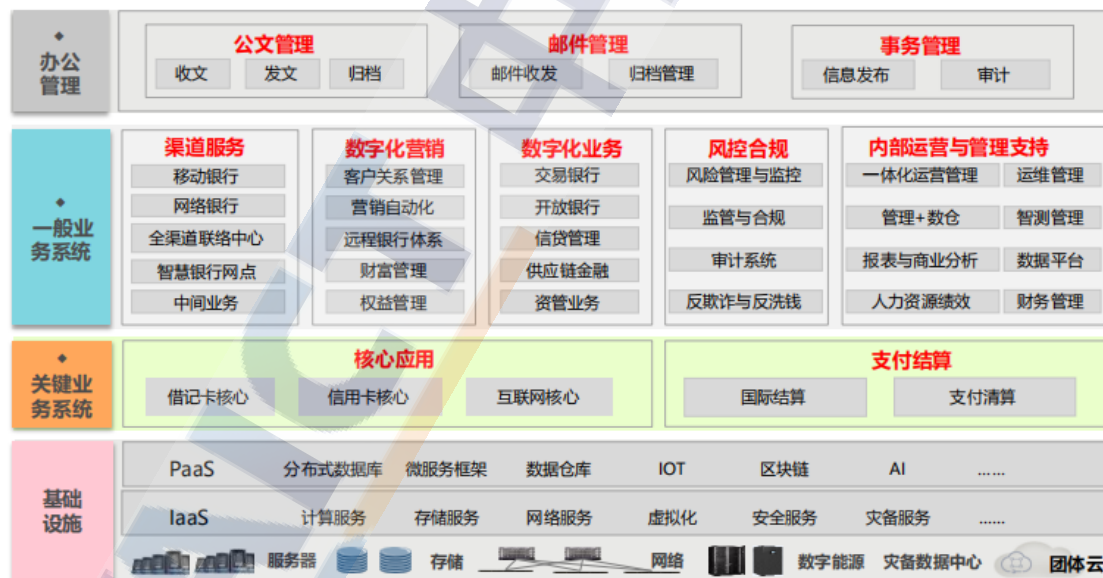 办公
管理
公文管理 邮件管理 事务管理
收文 发文 归档 邮件收发 归档管理 信息发布 审计
一般业
务系统
渠道服务 数字化营销 数字化业务 风控合规 内部运营与管理支持
移动银行 客户关系管理 交易银行 风险管理与监控 一体化运营管理 运维管理
网络银行 营销自动化 开放银行 监管与合规 管理+数仓 智测管理
全渠道联络中心 远程银行体系 信贷管理 审计系统 报表与商业分析 数据平台
智慧银行网点 财富管理 供应链金融 反欺诈与反洗钱 人力资源绩效 财务管理
中间业务 权益管理 资管业务
关键业
务系统
核心应用 支付结算
借记卡核心 信用卡核心 互联网核心 国际结算 支付清算
基础
设施
PaaS 分布式数据库 微服务框架 数据仓库 IOT 区块链 AI ......
IaaS 计算服务 存储服务 网络服务 虚拟化 安全服务 灾备服务 ......
服务器 存储 网络 数字能源 灾备数据中心 团体云